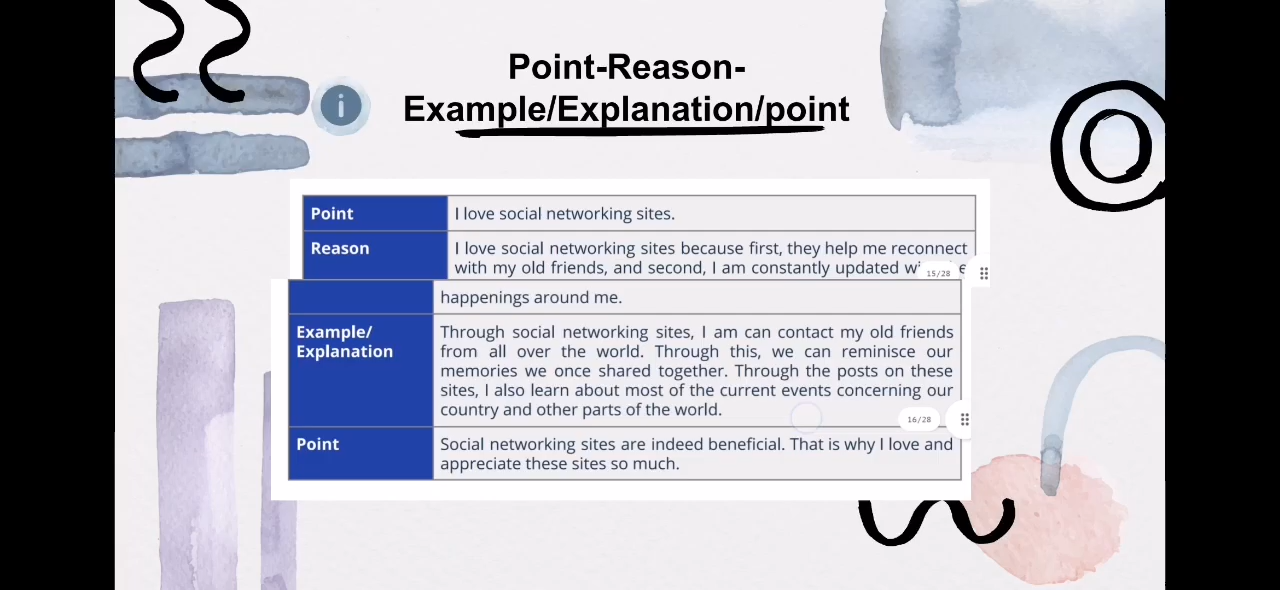 Point-Reason-
Example/Explanation/point
Point
I love social networking sites.
Reason
I love social networking sites because first, they help me reconnect
with my old friends, and second, I am constantly updated
15/28
happenings around me.
Example/
Explanation
Through social networking sites, I am can contact my old friends
from all over the world. Through this, we can reminisce our
memories we once shared together. Through the posts on these
sites, I also learn about most of the current events concerning our
country and other parts of the world.
16/28
Point
Social networking sites are indeed beneficial. That is why I love and
appreciate these sites so much.